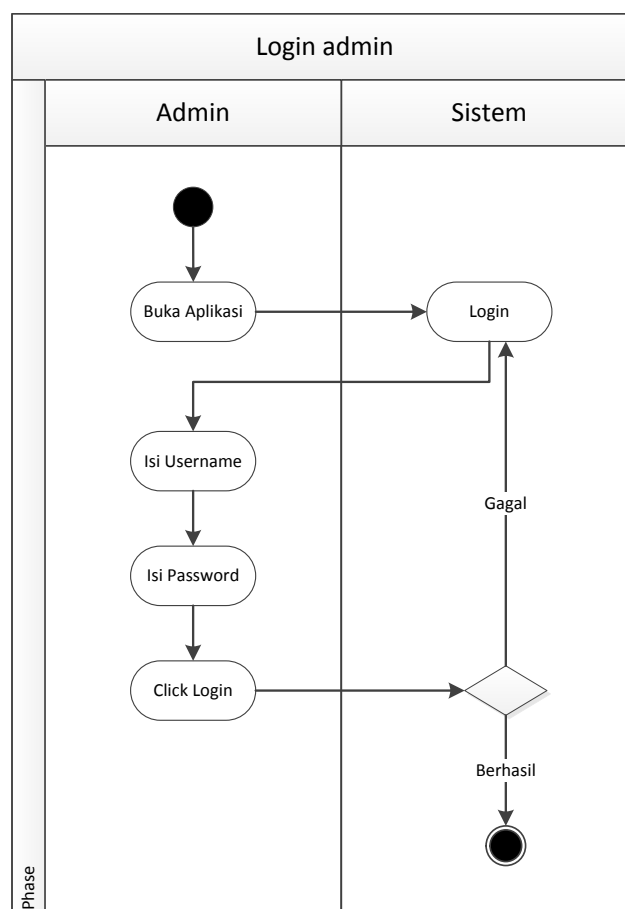 Login admin
Admin
Sistem
Buka Aplikasi
Login
Isi Username
Gagal
Isi Password
Click Login
Berhasil
Phase